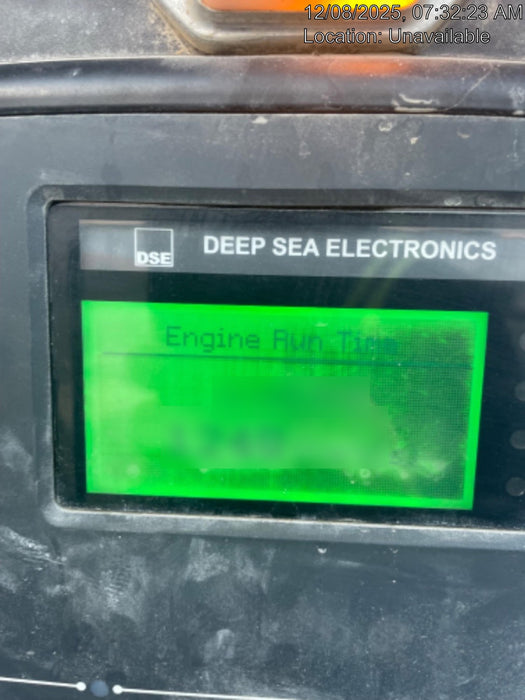 12/08/2025, 07:32:23 AM
Location: Unavailable
DSE
DEEP SEA ELECTRONICS
Engine Run Time